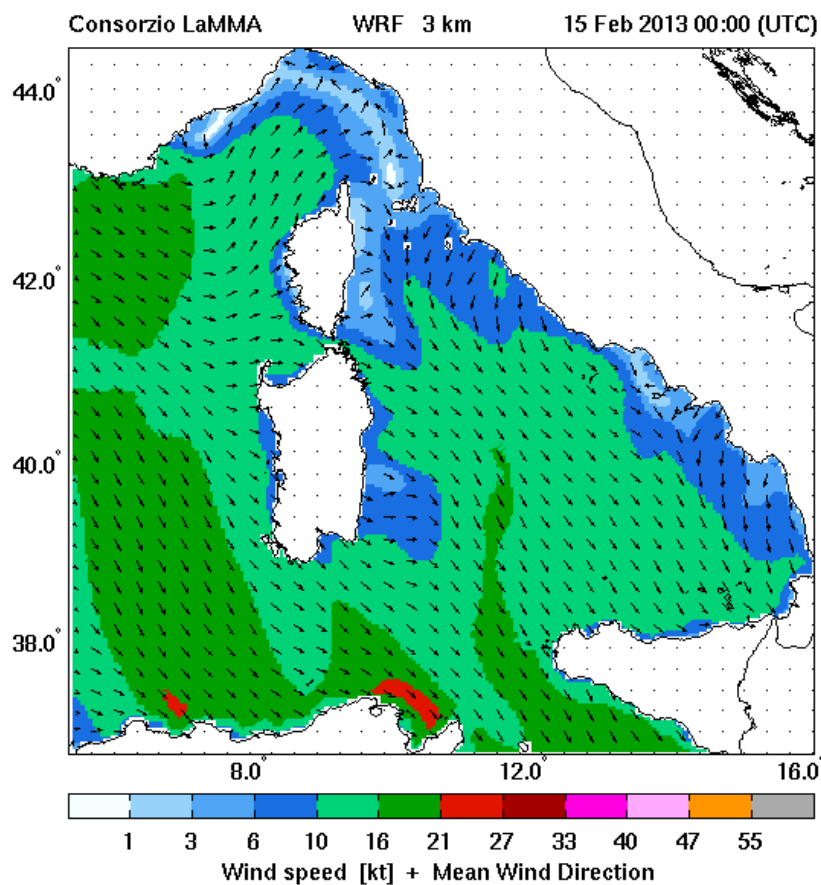 Consorzio LaMMA WRF 3 km 15 Feb 2013 00:00 (UTC)
44.0°
42.0°
40.0°
38.0°
8.0° 12.0° 16.0°
1 3 6 10 16 21 27 33 40 47 55
Wind speed [kt] + Mean Wind Direction